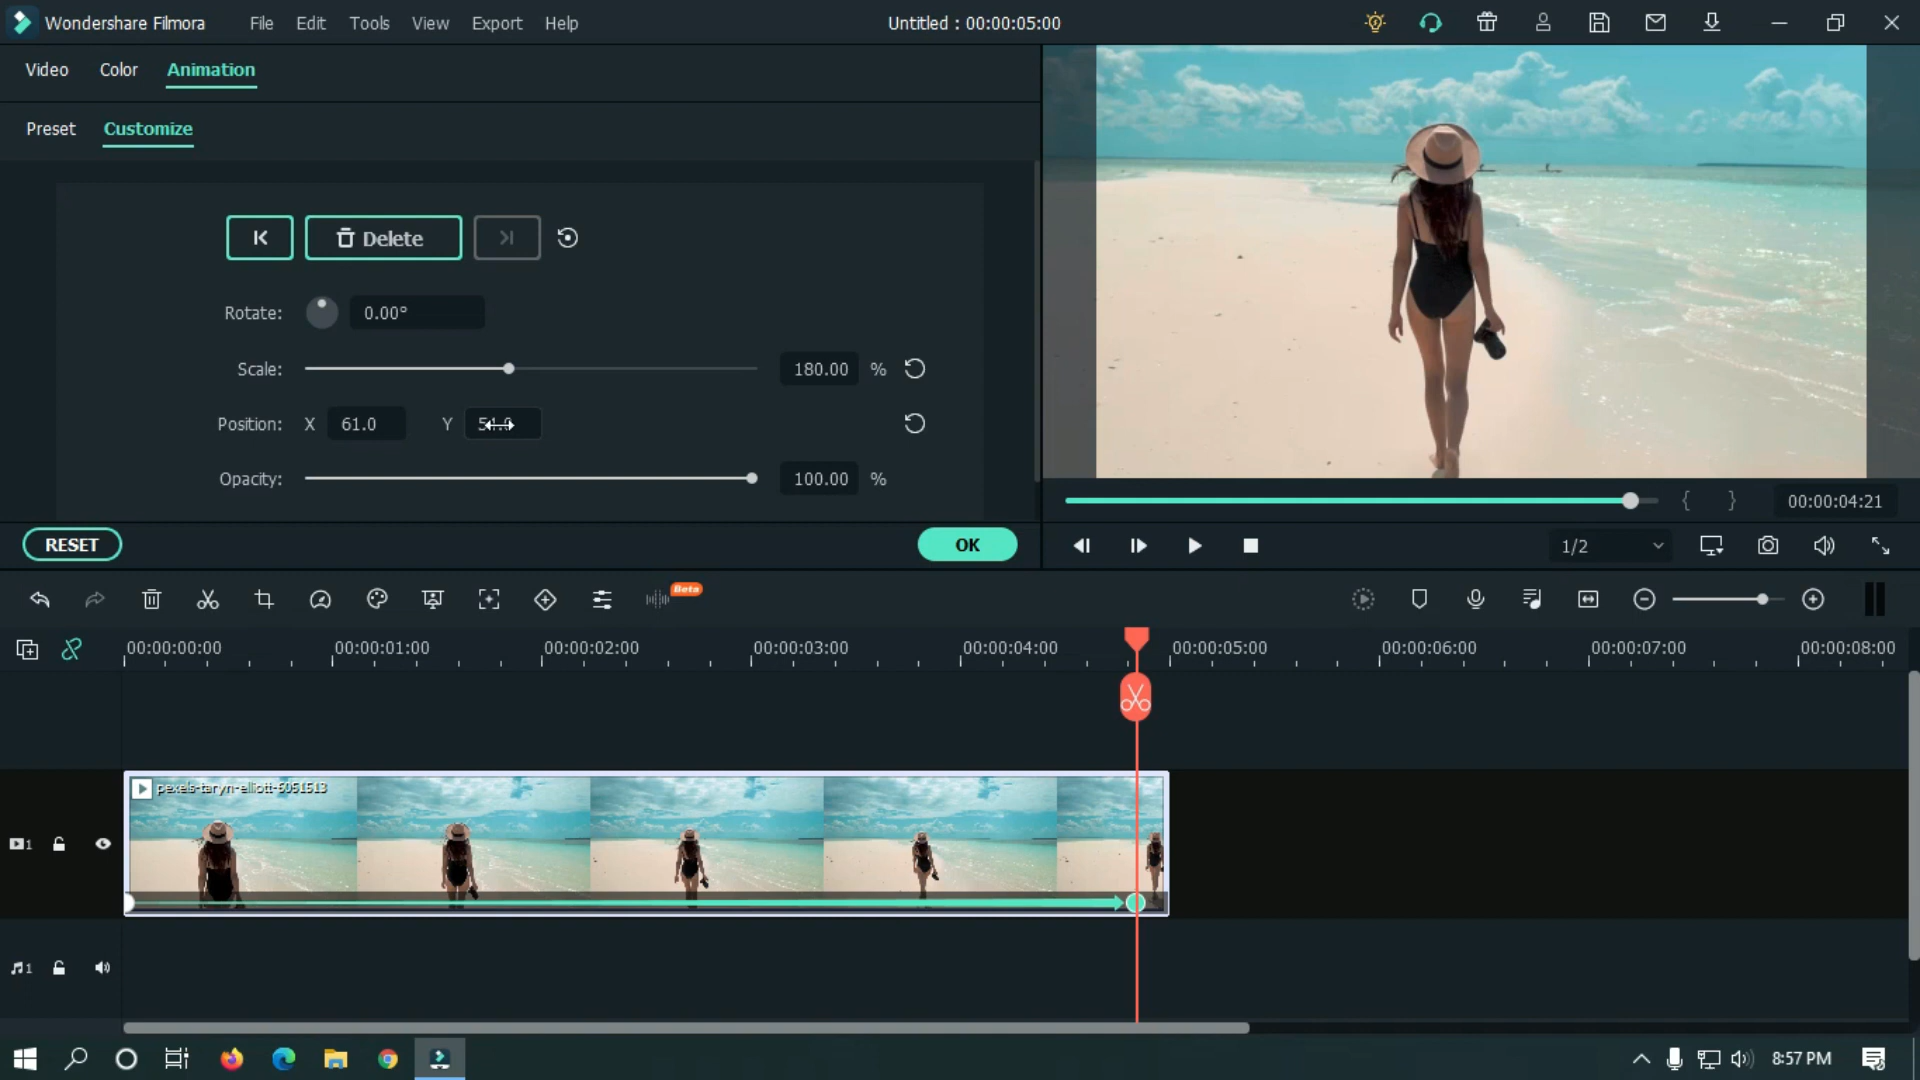 Wondershare Filmora File Edit Tools View Export Help Untitled : 00:00:05:00
Video Color Animation
Preset Customize
Delete
Rotate: 0.00°
Scale: 180.00 %
Position: X 61.0 Y
Opacity: 100.00 %
{ } 00:00:04:21
RESET OK
1/2
Beta
00:00:00:00 00:00:01:00 00:00:02:00 00:00:03:00 00:00:04:00 00:00:05:00 00:00:06:00 00:00:07:00 00:00:08:00
pexels-taryn-elliott-6051513
1
1
8:57 PM